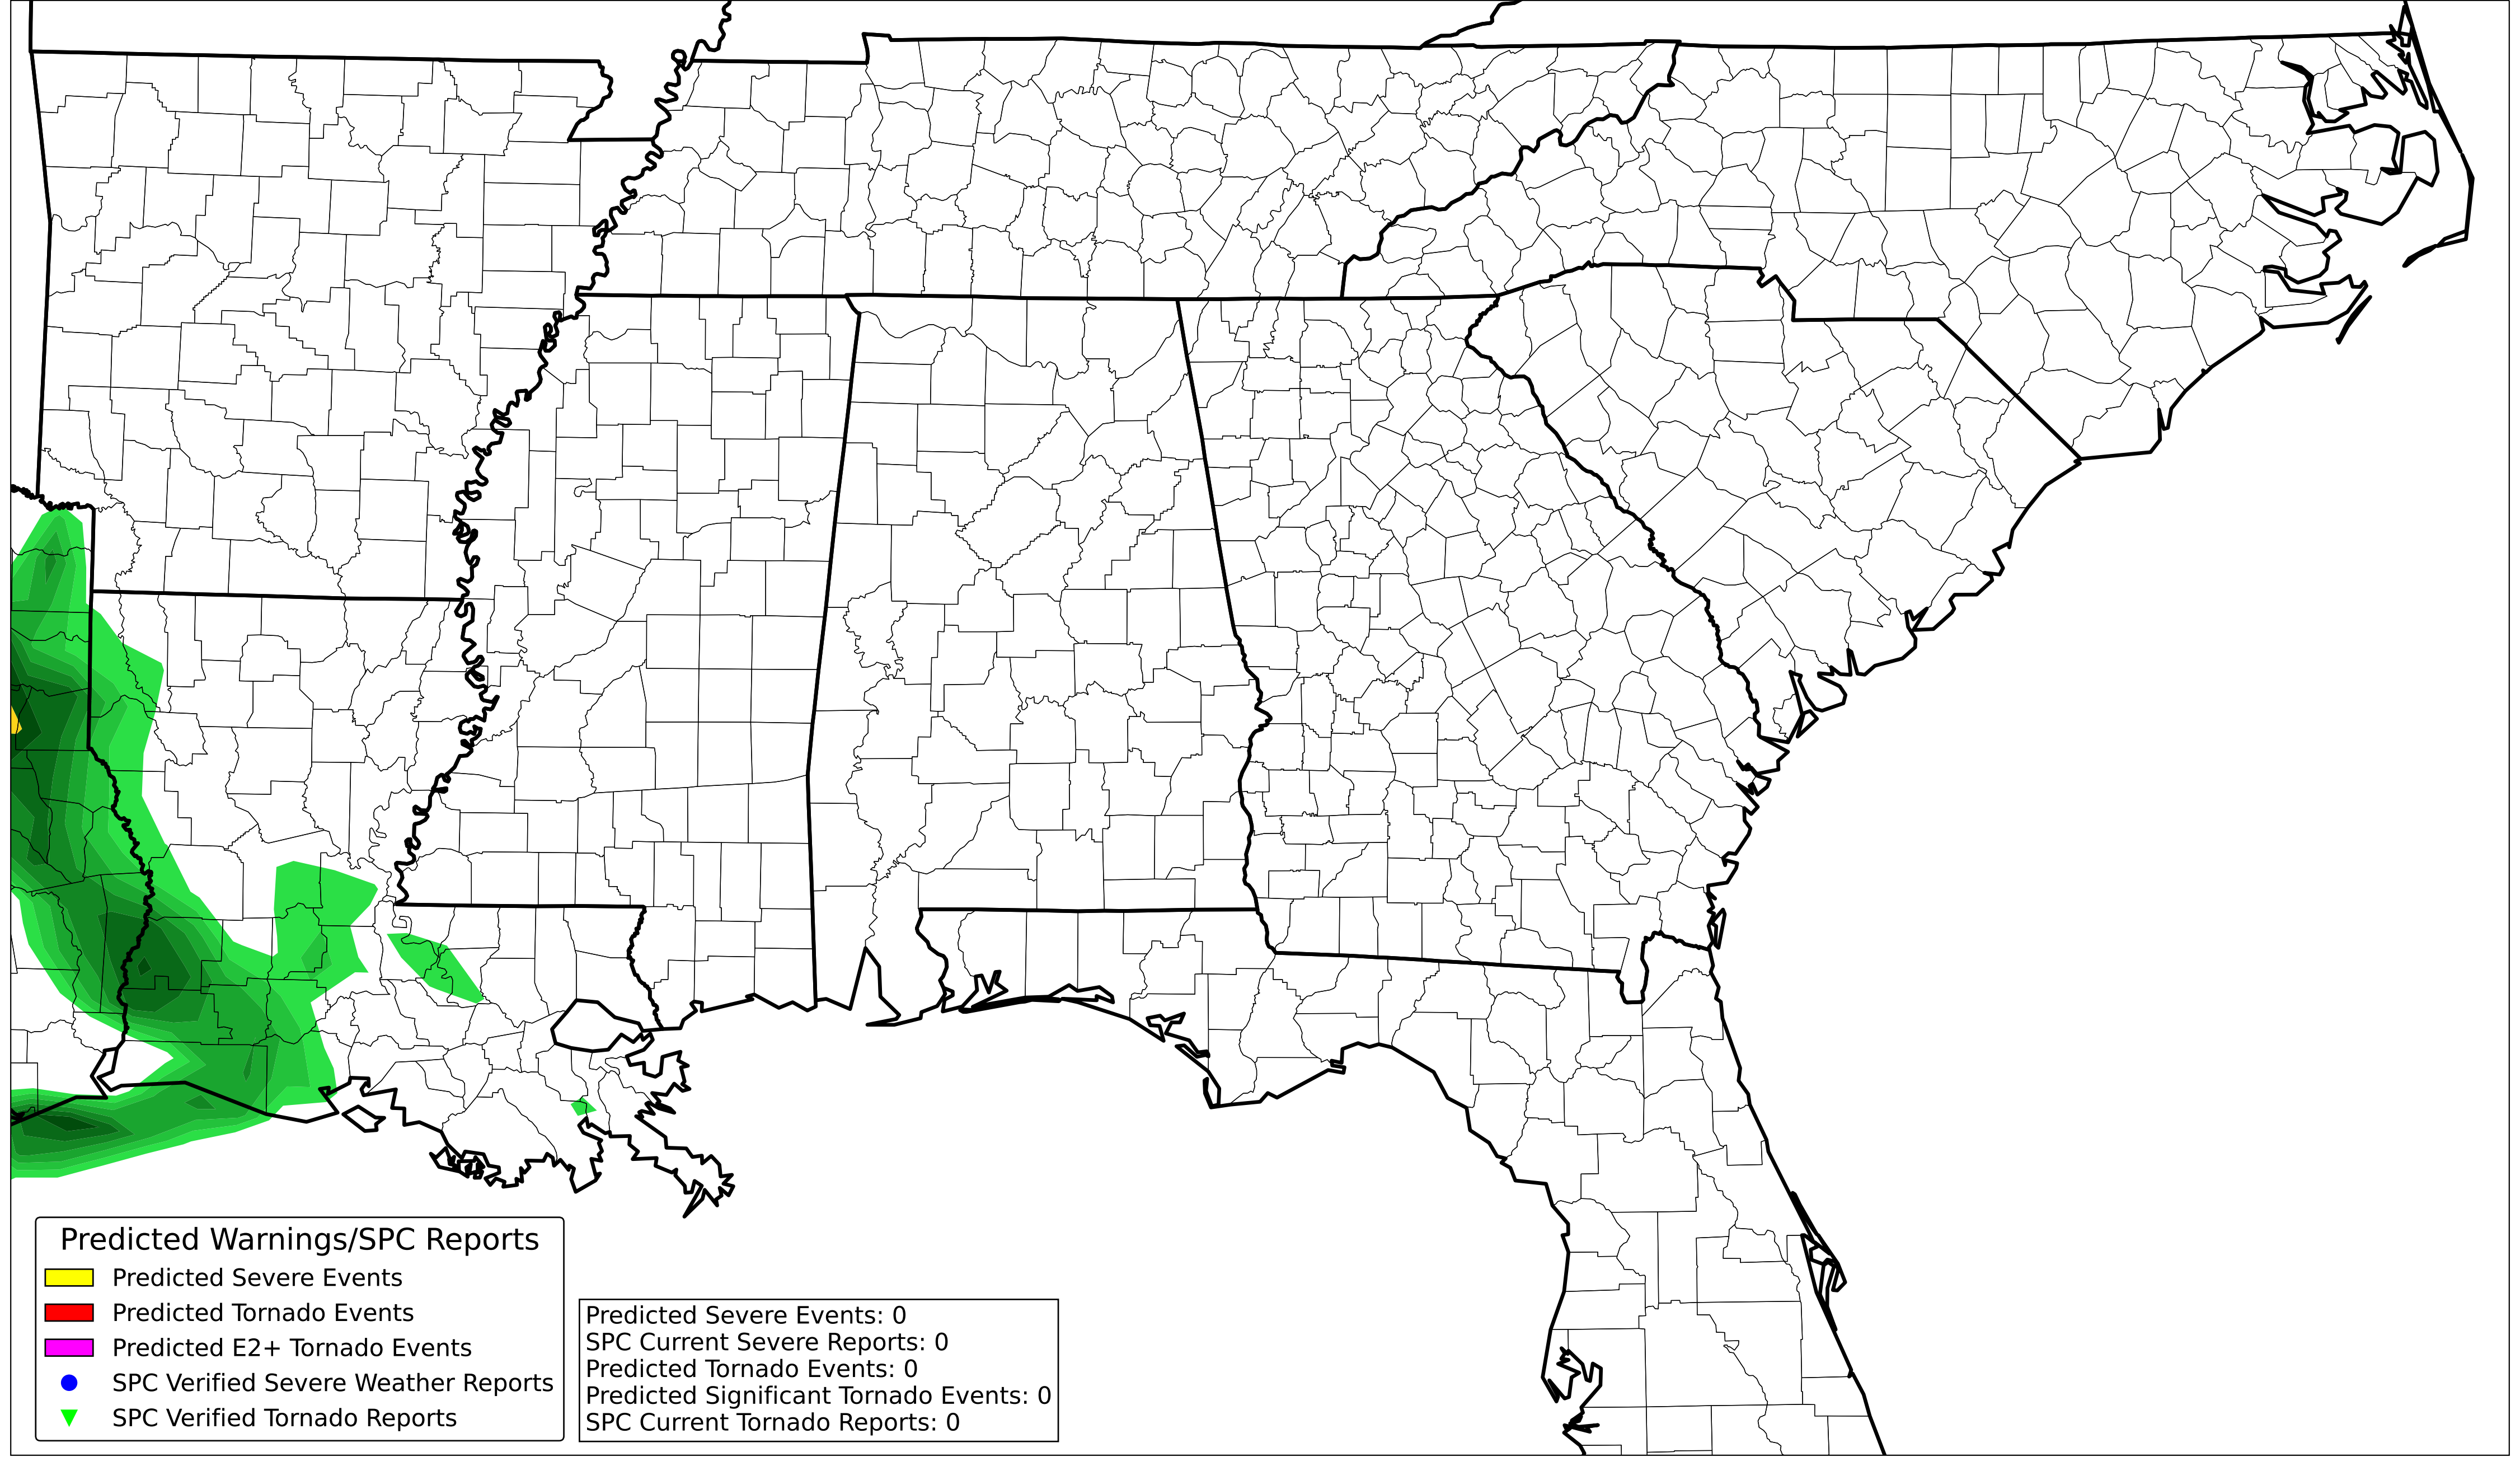 Predicted Warnings/SPC Reports
Predicted Severe Events
Predicted Tornado Events
Predicted E2+ Tornado Events
SPC Verified Severe Weather Reports
SPC Verified Tornado Reports
Predicted Severe Events: 0
SPC Current Severe Reports: 0
Predicted Tornado Events: 0
Predicted Significant Tornado Events: 0
SPC Current Tornado Reports: 0